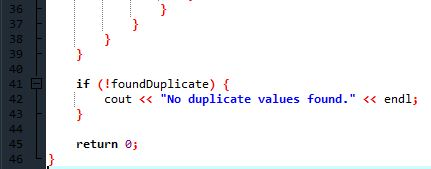 36 }
37 }
38 }
39 }
40
41 if (!foundDuplicate) {
42 cout << "No duplicate values found." << endl;
43 }
44
45 return 0;
46 }